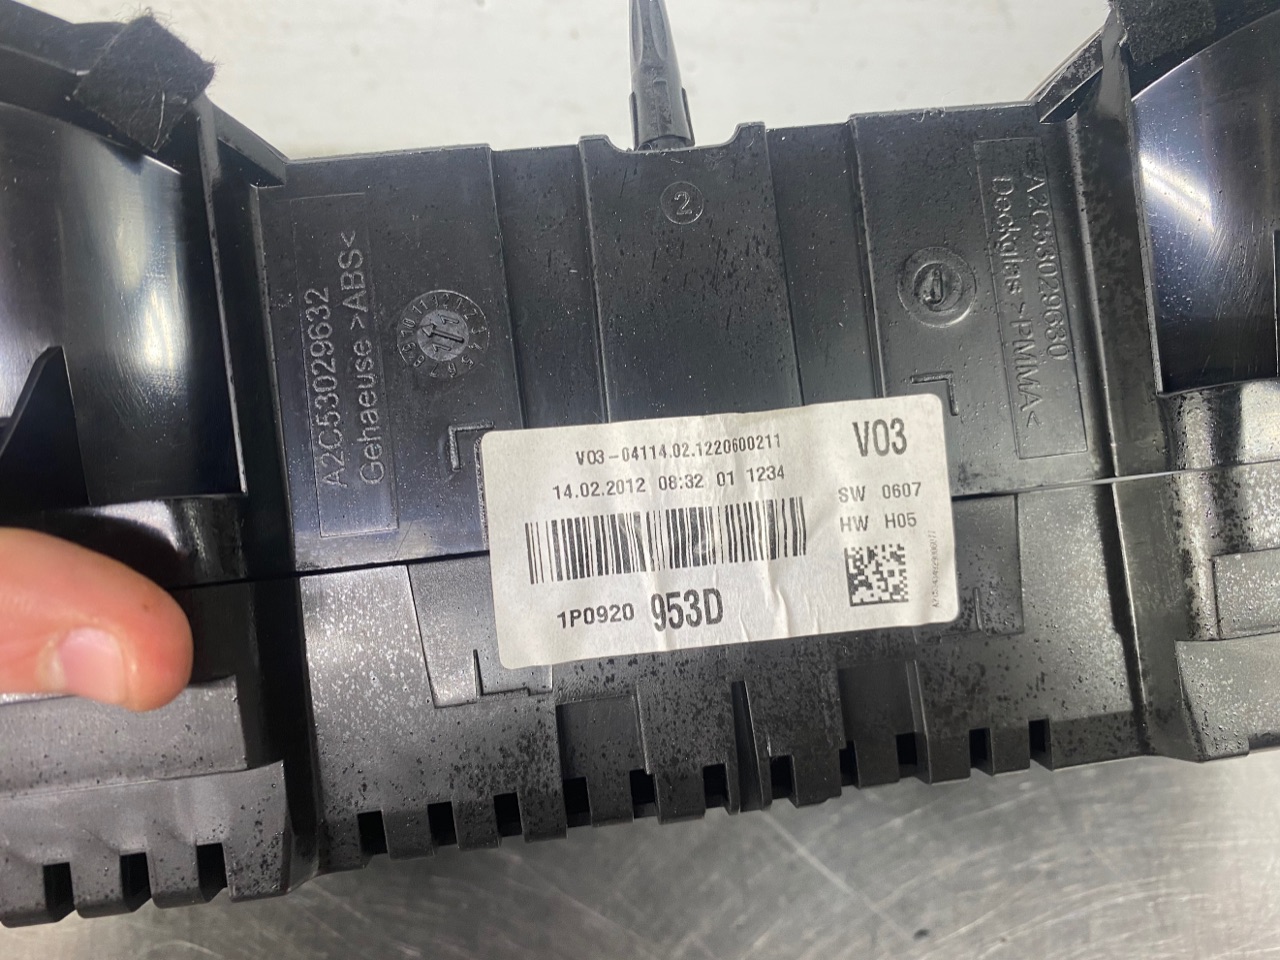 2
A2C53029632
Gehaeuse >ABS<
A2C53029630
Deckglas >PMMA<
V03-04114.02.1220600211
V03
14.02.2012 08:32 01 1234
SW 0607
HW H05
1P0920 953D